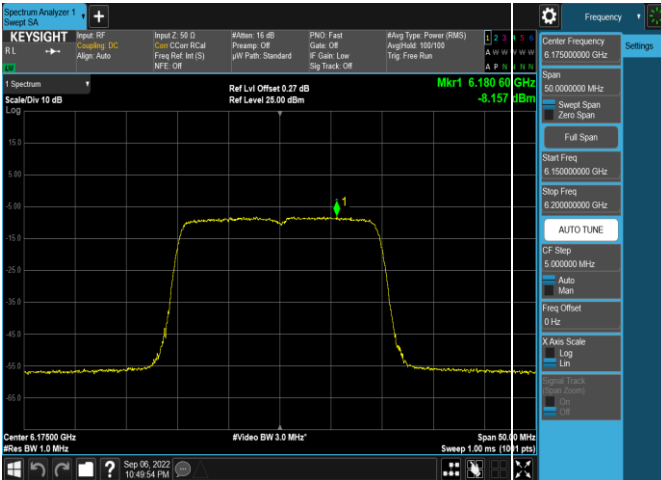 Spectrum Analyzer 1
Swept SA
+
Frequency
KEYSIGHT
Input: RF
Coupling: DC
Align: Auto
Input Z: 50 Ω
Corr CCorr RCal
Freq Ref: Int (S)
NFE: Off
#Atten: 16 dB
Preamp: Off
µW Path: Standard
PNO: Fast
Gate: Off
IF Gain: Low
Sig Track: Off
#Avg Type: Power (RMS)
Avg|Hold: 100/100
Trig: Free Run
1 2 3 4 5 6
A W W W W W
A P N N N N
RL
1 Spectrum
Scale/Div 10 dB
Log
Ref Lvl Offset 0.27 dB
Ref Level 25.00 dBm
Mkr1 6.180 60 GHz
-8.157 dBm
15.0
5.00
-5.00
-15.0
-25.0
-35.0
-45.0
-55.0
-65.0
1
Center 6.17500 GHz
#Res BW 1.0 MHz
#Video BW 3.0 MHz*
Span 50.00 MHz
Sweep 1.00 ms (1001 pts)
Sep 06, 2022
10:49:54 PM
?
Center Frequency
6.175000000 GHz
Settings
Span
50.0000000 MHz
Swept Span
Zero Span
Full Span
Start Freq
6.150000000 GHz
Stop Freq
6.200000000 GHz
AUTO TUNE
CF Step
5.000000 MHz
Auto
Man
Freq Offset
0 Hz
X Axis Scale
Log
Lin
Signal Track
(Span Zoom)
On
Off